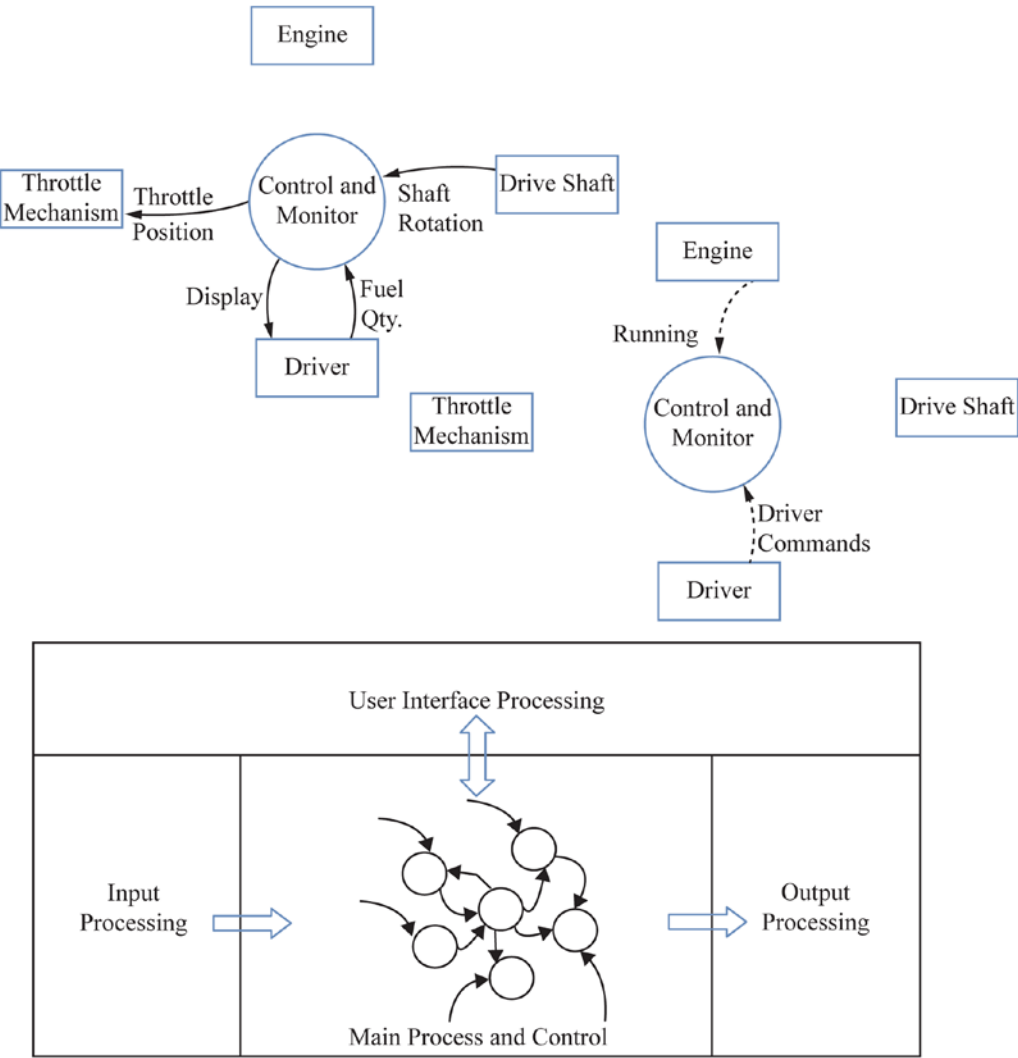 Engine
Throttle
Mechanism
Throttle
Position
Control and
Monitor
Shaft
Rotation
Drive Shaft
Display
Fuel
Qty.
Driver
Engine
Running
Throttle
Mechanism
Control and
Monitor
Drive Shaft
Driver
Commands
Driver
User Interface Processing
Input
Processing
Output
Processing
Main Process and Control